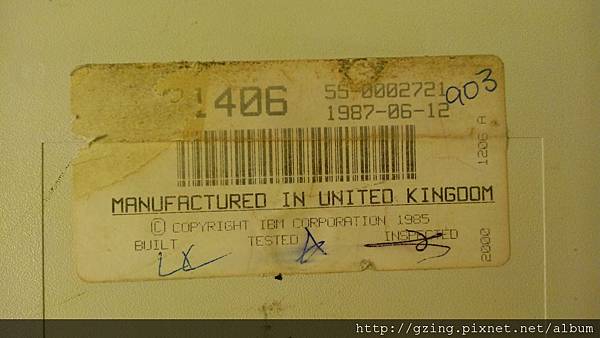 1406 55-0002721 903
1987-06-12
1206 A
MANUFACTURED IN UNITED KINGDOM
© COPYRIGHT IBM CORPORATION 1985
BUILT TESTED INSPECTED
2000
http://gzing.pixnet.net/album